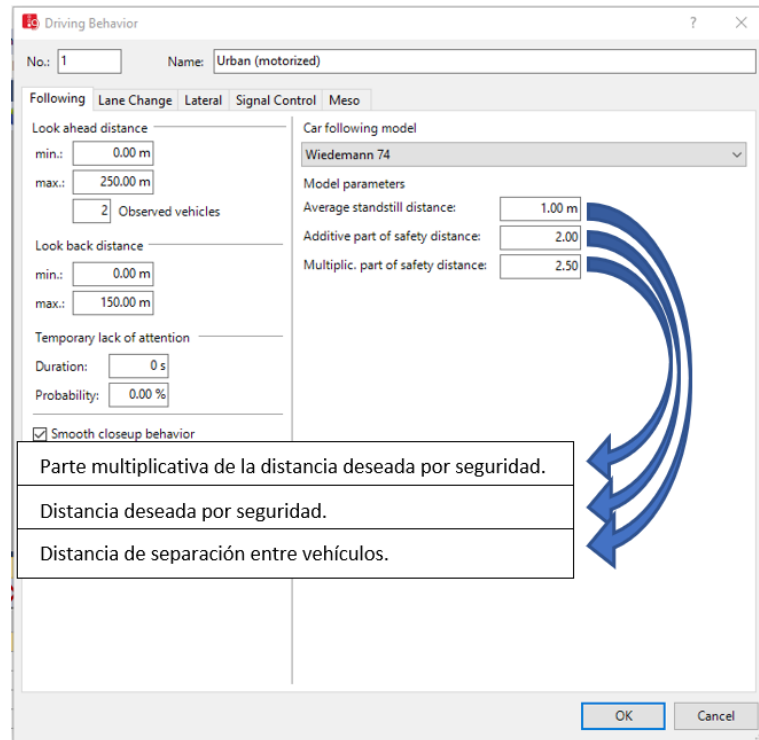 Driving Behavior
No.: 1 Name: Urban (motorized)
Following Lane Change Lateral Signal Control Meso
Look ahead distance
min.: 0.00 m
max.: 250.00 m
2 Observed vehicles
Look back distance
min.: 0.00 m
max.: 150.00 m
Temporary lack of attention
Duration: 0 s
Probability: 0.00 %
Smooth closeup behavior
Car following model
Wiedemann 74
Model parameters
Average standstill distance: 1.00 m
Additive part of safety distance: 2.00
Multiplic. part of safety distance: 2.50
Parte multiplicativa de la distancia deseada por seguridad.
Distancia deseada por seguridad.
Distancia de separación entre vehículos.
OK Cancel